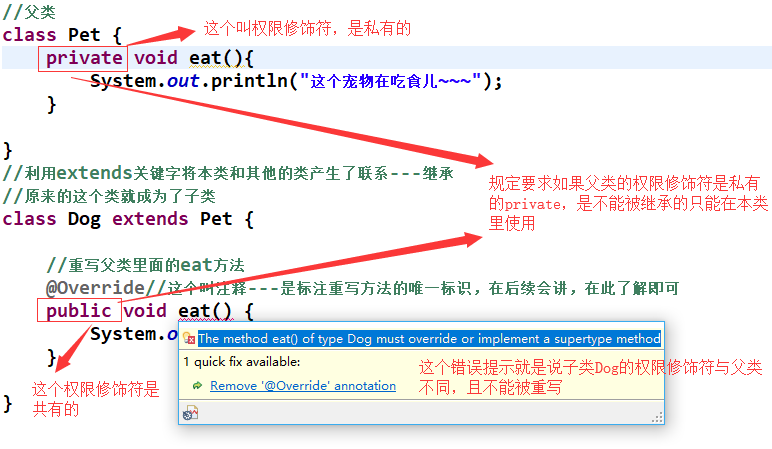 //父类
这个叫权限修饰符，是私有的
class Pet {
private void eat(){
System.out.println("这个宠物在吃食儿~~~");
}
}
//利用extends关键字将本类和其他的类产生了联系---继承
//原来的这个类就成为了子类
规定要求如果父类的权限修饰符是私有
的private，是不能被继承的只能在本类
里使用
class Dog extends Pet {
//重写父类里面的eat方法
@Override//这个叫注释---是标注重写方法的唯一标识，在后续会讲，在此了解即可
public void eat() {
System.o
The method eat() of type Dog must override or implement a supertype method
1 quick fix available:
Remove '@Override' annotation
这个错误提示就是说子类Dog的权限修饰符与父类
不同，且不能被重写
}
这个权限修饰符是
共有的
}